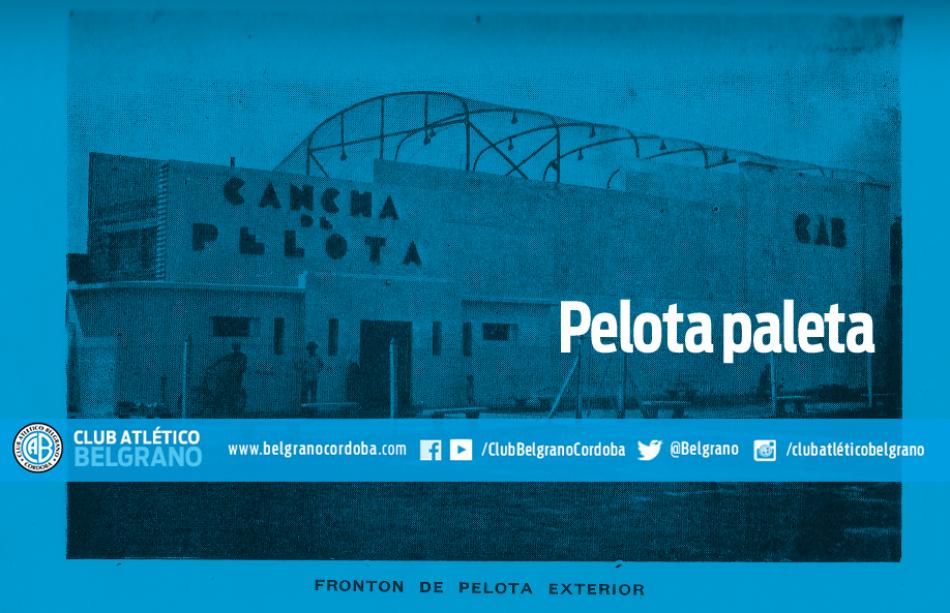 CANCHA
DE
PELOTA
CAB
Pelota paleta
CLUB ATLÉTICO
BELGRANO
www.belgranocordoba.com
/ClubBelgranoCordoba
@Belgrano
/clubatléticobelgrano
CLUB ATLÉTICO BELGRANO
CAB
CORDOBA
FRONTON DE PELOTA EXTERIOR